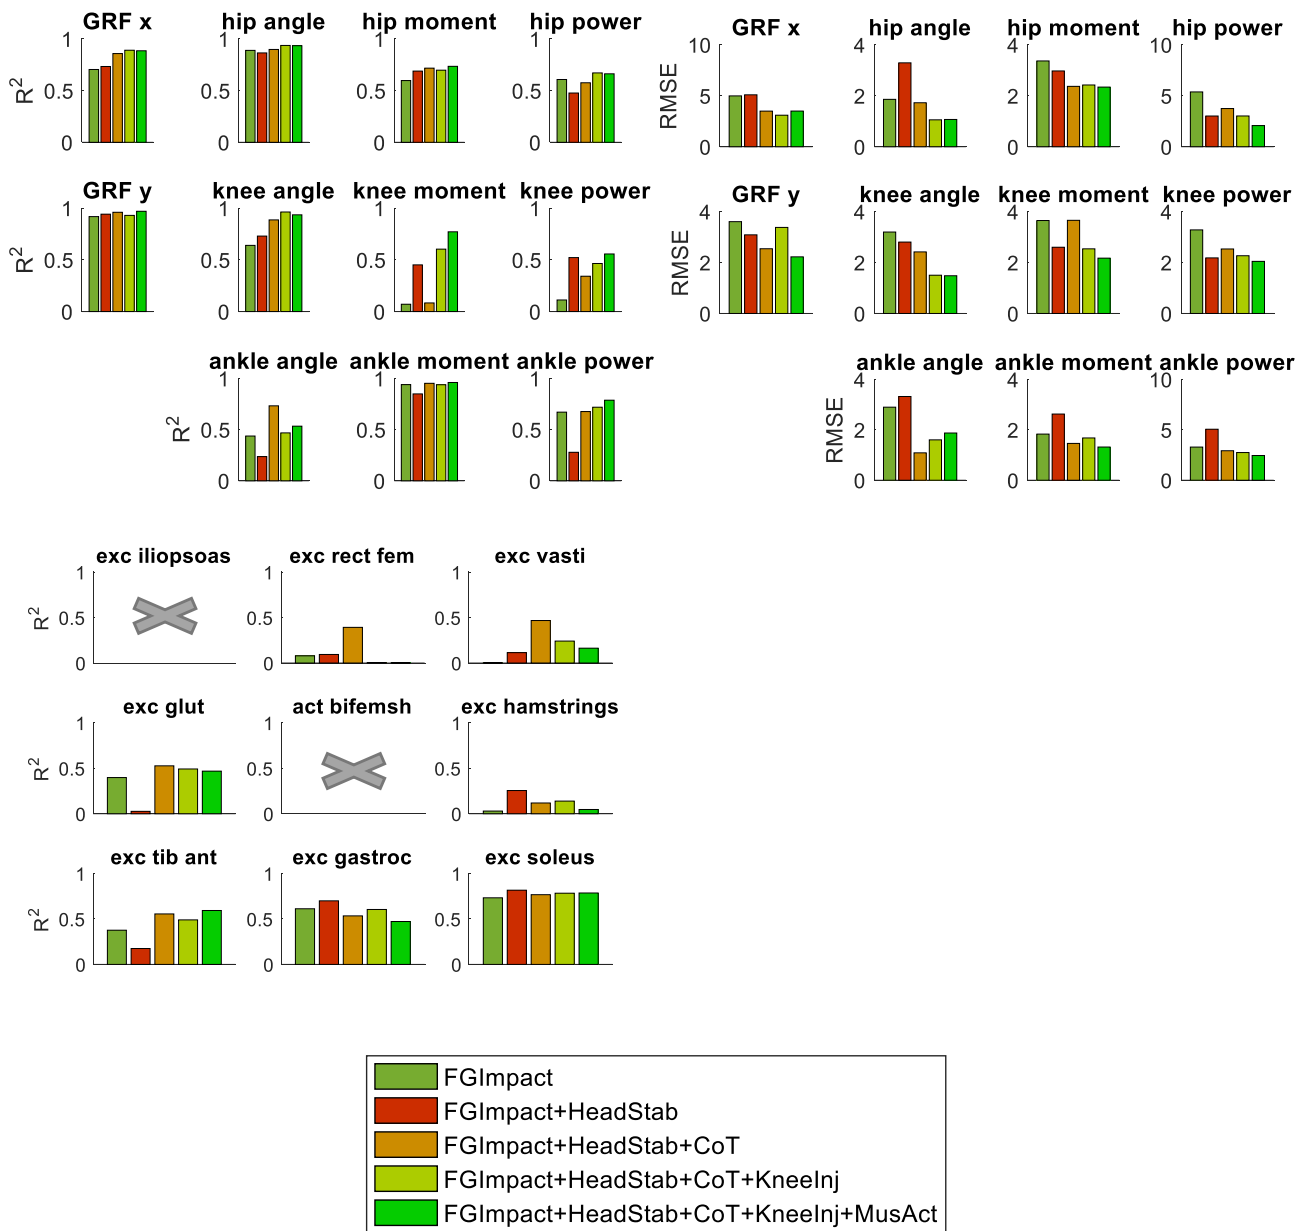 GRF x hip angle hip moment hip power GRF x hip angle hip moment hip power
1 1 1 1 10 4 4 10
R² 0.5 0.5 0.5 0.5 RMSE 5 2 2 5
0 0 0 0 0 0 0 0
GRF y knee angle knee moment knee power GRF y knee angle knee moment knee power
1 1 1 1 4 4 4 4
R² 0.5 0.5 0.5 0.5 RMSE 2 2 2 2
0 0 0 0 0 0 0 0
ankle angle ankle moment ankle power ankle angle ankle moment ankle power
1 1 1 4 4 10
R² 0.5 0.5 0.5 RMSE 2 2 5
0 0 0 0 0 0
exc iliopsoas exc rect fem exc vasti
1 1 1
R² 0.5 0.5 0.5
0 0 0
exc glut act bifemsh exc hamstrings
1 1 1
R² 0.5 0.5 0.5
0 0 0
exc tib ant exc gastroc exc soleus
1 1 1
R² 0.5 0.5 0.5
0 0 0
FGImpact
FGImpact+HeadStab
FGImpact+HeadStab+CoT
FGImpact+HeadStab+CoT+KneeInj
FGImpact+HeadStab+CoT+KneeInj+MusAct